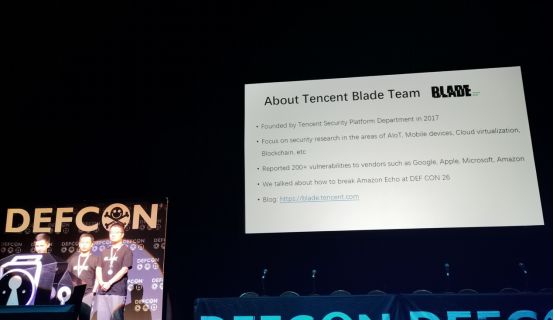 About Tencent Blade Team
BLADE
• Founded by Tencent Security Platform Department in 2017
• Focus on security research in the areas of AIoT, Mobile devices, Cloud virtualization,
Blockchain, etc
• Reported 200+ vulnerabilities to vendors such as Google, Apple, Microsoft, Amazon
• We talked about how to break Amazon Echo at DEF CON 26
• Blog: https://blade.tencent.com
DEFCON
DEFCON DEFCON